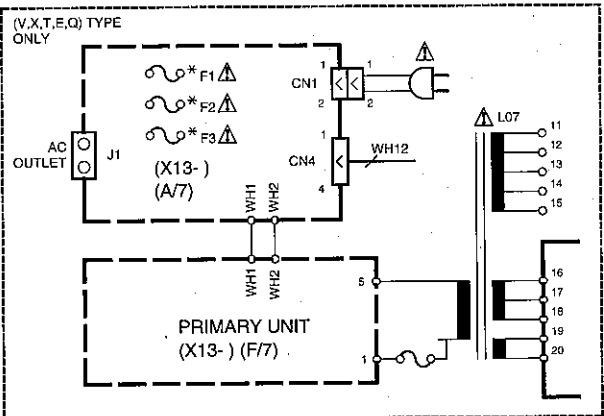 (V,X,T,E,Q) TYPE
ONLY
* F1
* F2
* F3
AC
OUTLET
J1
(X13- )
(A/7)
1
CN1
2
1
2
1
CN4
4
WH12
WH1
WH2
WH1
WH2
PRIMARY UNIT
(X13- ) (F/7)
5
1
L07
11
12
13
14
15
16
17
18
19
20